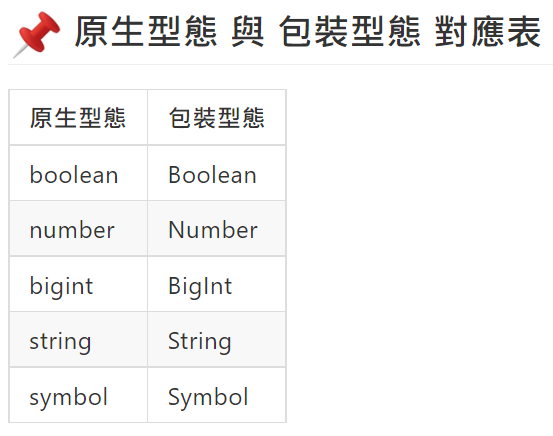 原生型態 與 包裝型態 對應表
原生型態 包裝型態
boolean Boolean
number Number
bigint BigInt
string String
symbol Symbol